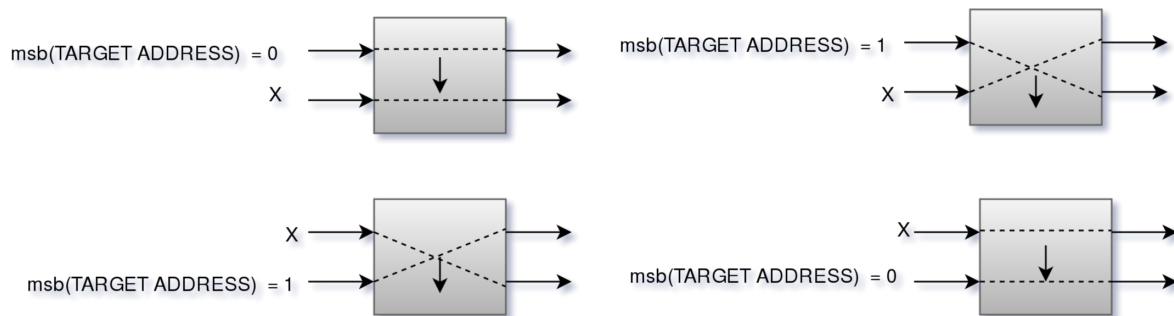 msb(TARGET ADDRESS) = 0
X
msb(TARGET ADDRESS) = 1
X
X
msb(TARGET ADDRESS) = 1
X
msb(TARGET ADDRESS) = 0